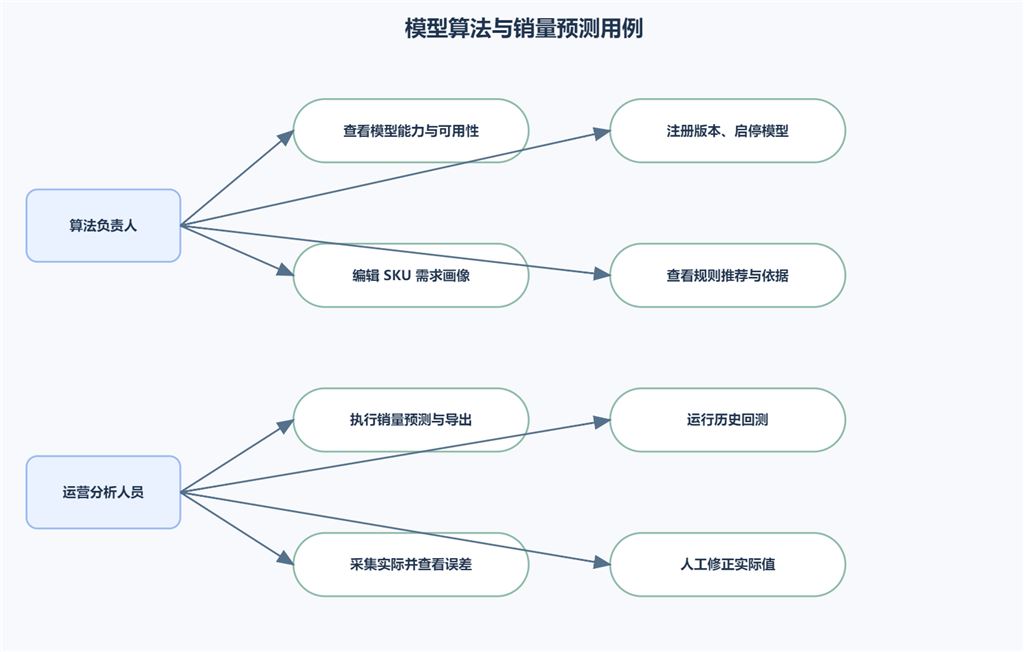 模型算法与销量预测用例
查看模型能力与可用性
注册版本、启停模型
算法负责人
编辑 SKU 需求画像
查看规则推荐与依据
执行销量预测与导出
运行历史回测
运营分析人员
采集实际并查看误差
人工修正实际值